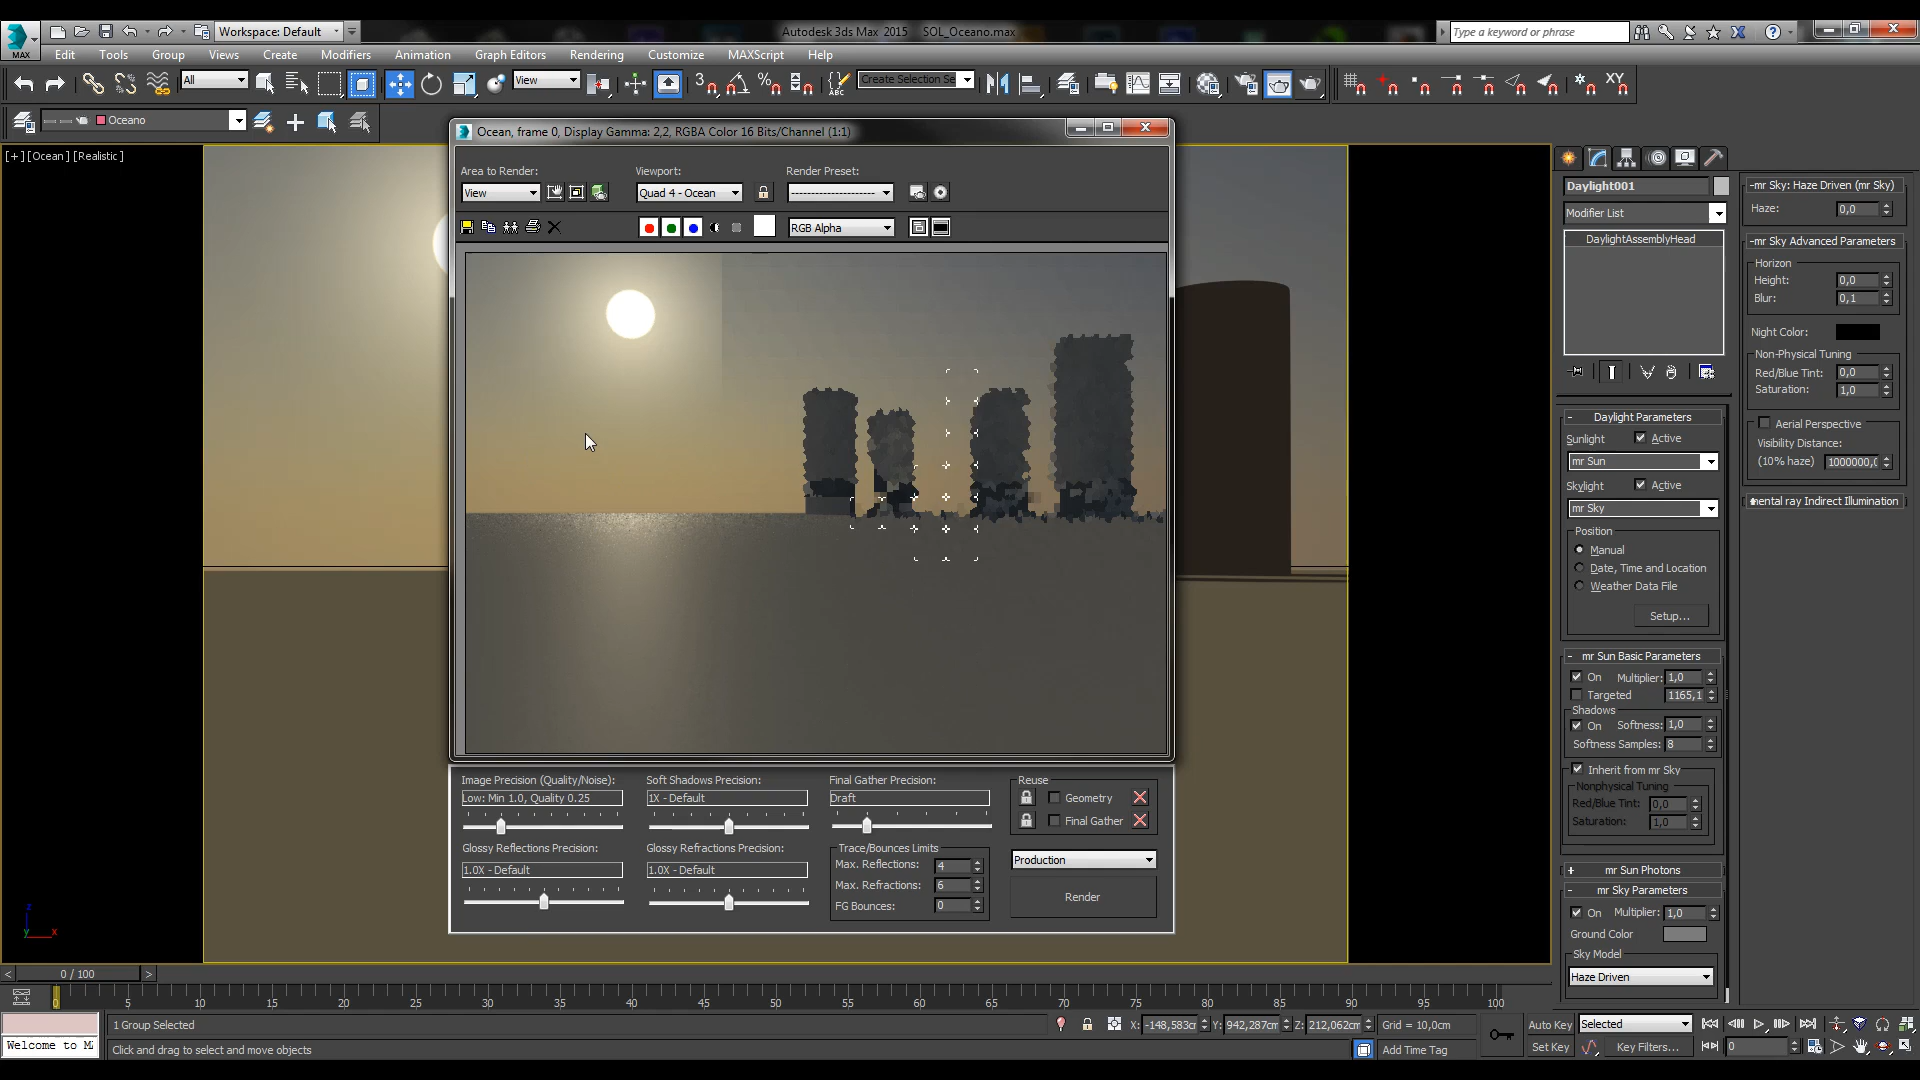 Workspace: Default
Autodesk 3ds Max 2015 SOL_Oceano.max
Type a keyword or phrase
MAX
Edit Tools Group Views Create Modifiers Animation Graph Editors Rendering Customize MAXScript Help
All
View
Create Selection Se
XY
Oceano
[+] [Ocean] [Realistic]
Ocean, frame 0, Display Gamma: 2,2, RGBA Color 16 Bits/Channel (1:1)
Area to Render:
View
Viewport:
Quad 4 - Ocean
Render Preset:
RGB Alpha
Image Precision (Quality/Noise):
Low: Min 1.0, Quality 0.25
Soft Shadows Precision:
1X - Default
Final Gather Precision:
Draft
Glossy Reflections Precision:
1.0X - Default
Glossy Refractions Precision:
1.0X - Default
Trace/Bounces Limits
Max. Reflections: 4
Max. Refractions: 6
FG Bounces: 0
Reuse
Geometry
Final Gather
Production
Render
Daylight001
Modifier List
DaylightAssemblyHead
- Daylight Parameters
Sunlight Active
mr Sun
Skylight Active
mr Sky
Position
Manual
Date, Time and Location
Weather Data File
Setup...
- mr Sun Basic Parameters
On Multiplier: 1,0
Targeted 1165,1
Shadows
On Softness: 1,0
Softness Samples: 8
Inherit from mr Sky
Nonphysical Tuning
Red/Blue Tint: 0,0
Saturation: 1,0
+ mr Sun Photons
- mr Sky Parameters
On Multiplier: 1,0
Ground Color
Sky Model
Haze Driven
-mr Sky: Haze Driven (mr Sky)
Haze: 0,0
-mr Sky Advanced Parameters
Horizon
Height: 0,0
Blur: 0,1
Night Color:
Non-Physical Tuning
Red/Blue Tint: 0,0
Saturation: 1,0
Aerial Perspective
Visibility Distance:
(10% haze) 1000000,(
mental ray Indirect Illumination
z
y x
< 0 / 100 >
0 5 10 15 20 25 30 35 40 45 50 55 60 65 70 75 80 85 90 95 100
1 Group Selected
X: -148,583cr Y: 942,287cm Z: 212,062cm Grid = 10,0cm
Auto Key Selected
Welcome to M
Click and drag to select and move objects
Add Time Tag
Set Key Key Filters... 0